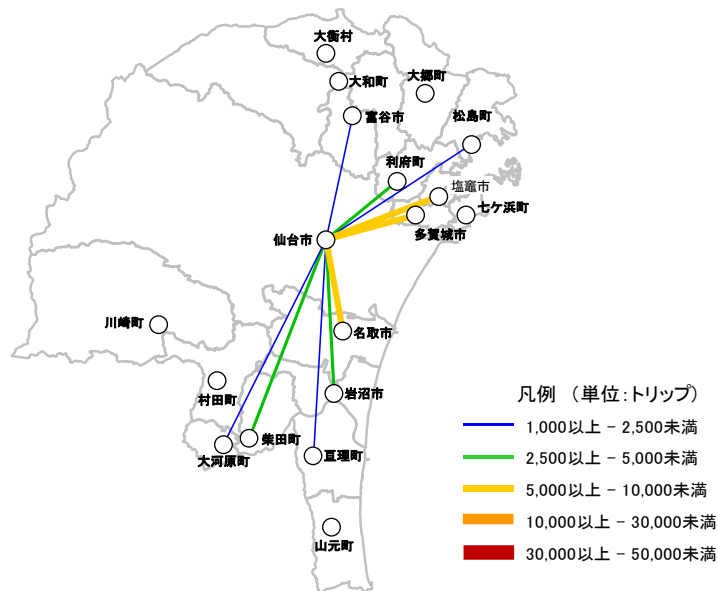 大衡村
大和町
大郷町
富谷市
松島町
利府町
塩竈市
七ケ浜町
多賀城市
仙台市
川崎町
名取市
村田町
岩沼市
柴田町
大河原町
亘理町
山元町
凡例 (単位:トリップ)
1,000以上 - 2,500未満
2,500以上 - 5,000未満
5,000以上 - 10,000未満
10,000以上 - 30,000未満
30,000以上 - 50,000未満